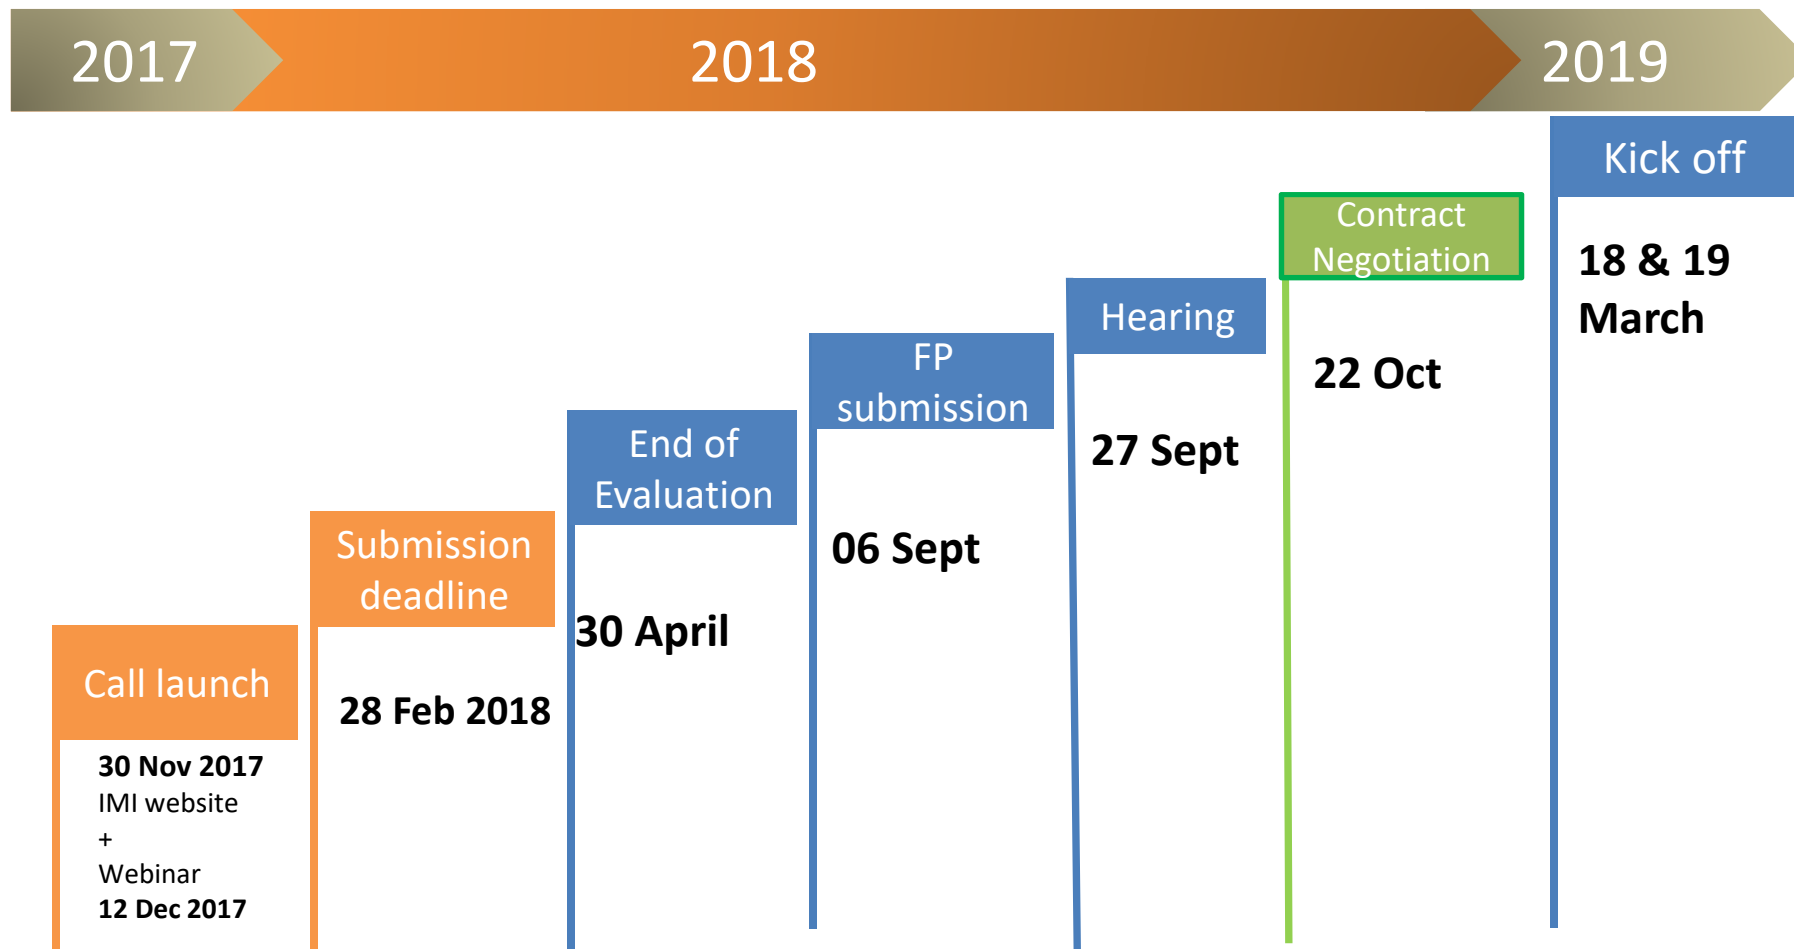 2017
2018
2019
Call launch
30 Nov 2017
IMI website
+
Webinar
12 Dec 2017
Submission
deadline
28 Feb 2018
End of
Evaluation
30 April
FP
submission
06 Sept
Hearing
27 Sept
Contract
Negotiation
22 Oct
Kick off
18 & 19
March